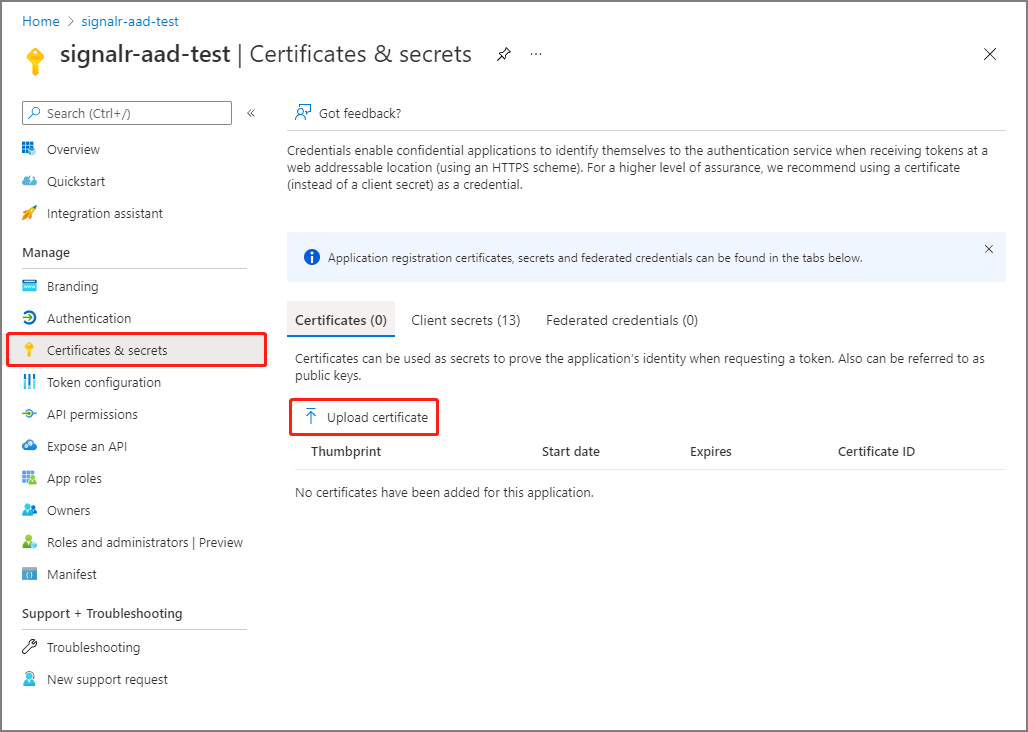 Home > signalr-aad-test
signalr-aad-test | Certificates & secrets
Search (Ctrl+/)
Overview
Quickstart
Integration assistant
Manage
Branding
Authentication
Certificates & secrets
Token configuration
API permissions
Expose an API
App roles
Owners
Roles and administrators | Preview
Manifest
Support + Troubleshooting
Troubleshooting
New support request
Got feedback?
Credentials enable confidential applications to identify themselves to the authentication service when receiving tokens at a
web addressable location (using an HTTPS scheme). For a higher level of assurance, we recommend using a certificate
(instead of a client secret) as a credential.
Application registration certificates, secrets and federated credentials can be found in the tabs below.
Certificates (0) Client secrets (13) Federated credentials (0)
Certificates can be used as secrets to prove the application's identity when requesting a token. Also can be referred to as
public keys.
Upload certificate
Thumbprint Start date Expires Certificate ID
No certificates have been added for this application.